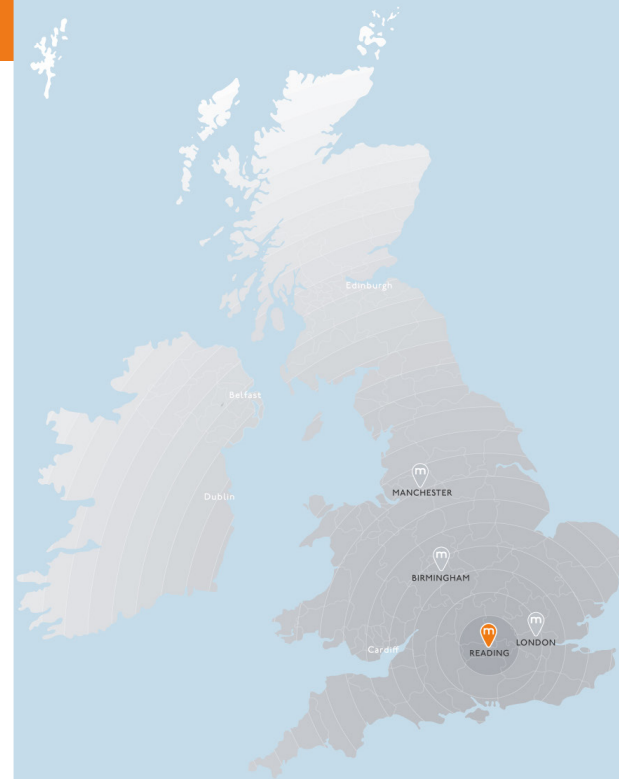 Edinburgh
Belfast
m
MANCHESTER
Dublin
m
BIRMINGHAM
m
LONDON
m
READING
Cardiff